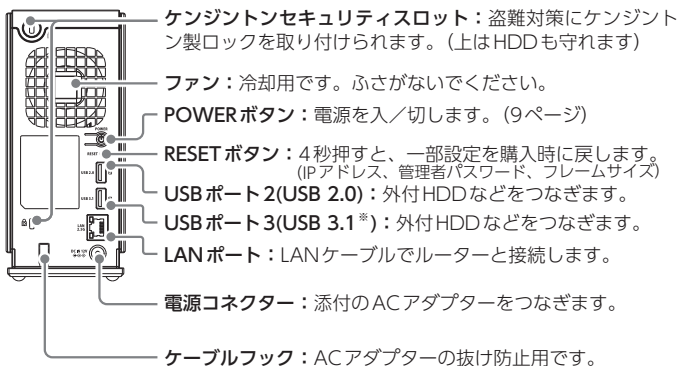 ケンジントンセキュリティスロット：盗難対策にケンジント
ン製ロックを取り付けられます。（上はHDDも守れます）
ファン：冷却用です。ふさがないでください。
POWERボタン：電源を入／切します。（9ページ）
RESETボタン：4秒押すと、一部設定を購入時に戻します。
（IPアドレス、管理者パスワード、フレームサイズ）
USBポート2(USB 2.0)：外付HDDなどをつなぎます。
USBポート3(USB 3.1※)：外付HDDなどをつなぎます。
LANポート：LANケーブルでルーターと接続します。
電源コネクター：添付のACアダプターをつなぎます。
ケーブルフック：ACアダプターの抜け防止用です。
POWER
RESET
USB 2.0
USB 3.1
LAN
DC IN 12V